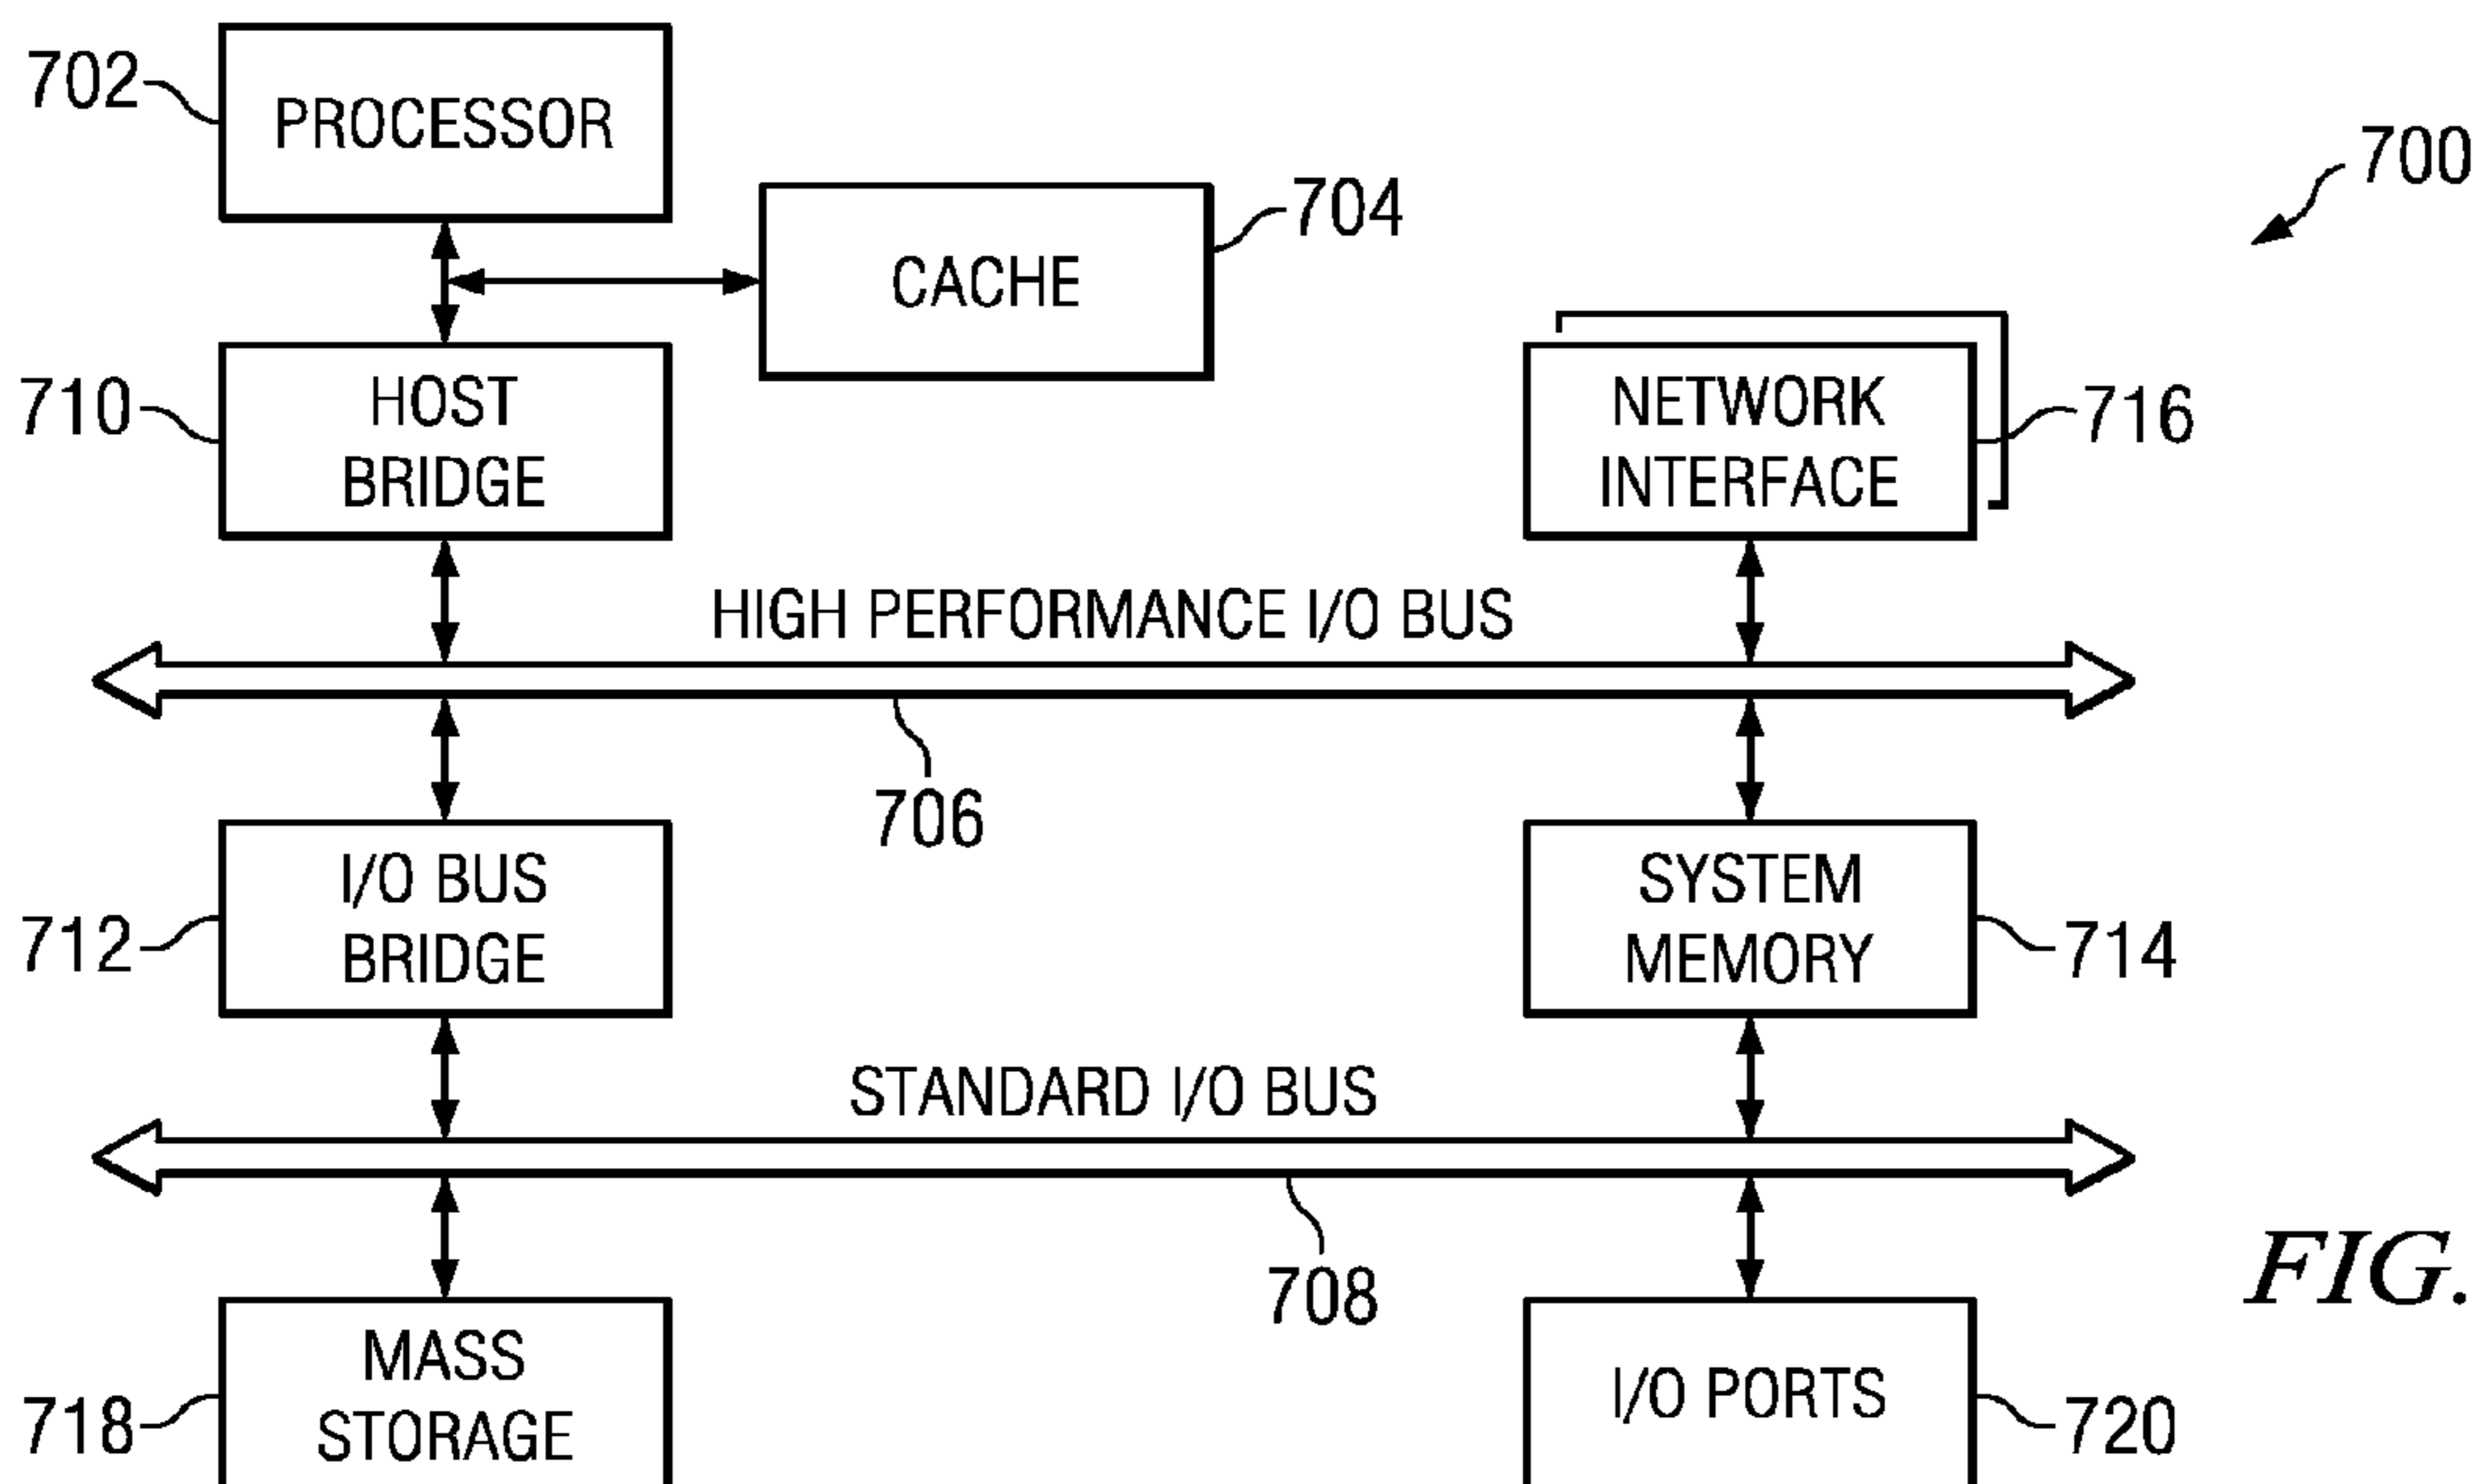 702
PROCESSOR
700
704
CACHE
710
HOST
BRIDGE
NETWORK
INTERFACE
716
HIGH PERFORMANCE I/O BUS
706
I/O BUS
BRIDGE
712
SYSTEM
MEMORY
714
STANDARD I/O BUS
708
FIG.
MASS
STORAGE
718
I/O PORTS
720